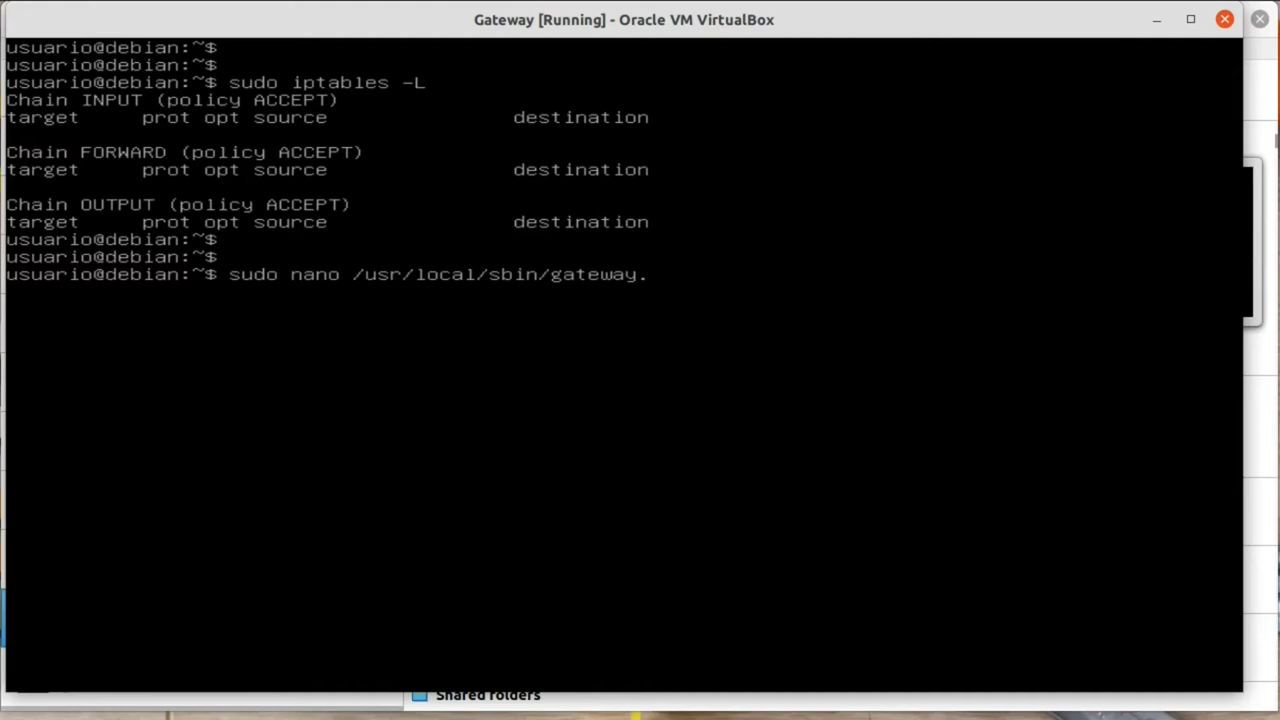 Gateway [Running] - Oracle VM VirtualBox
usuario@debian:~$
usuario@debian:~$
usuario@debian:~$ sudo iptables -L
Chain INPUT (policy ACCEPT)
target     prot opt source               destination
Chain FORWARD (policy ACCEPT)
target     prot opt source               destination
Chain OUTPUT (policy ACCEPT)
target     prot opt source               destination
usuario@debian:~$
usuario@debian:~$
usuario@debian:~$ sudo nano /usr/local/sbin/gateway.
Shared folders